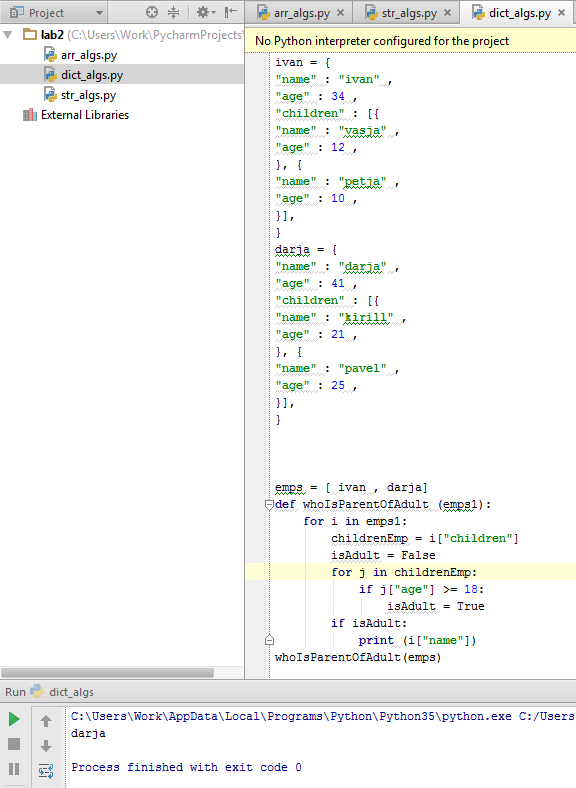 Project
arr_algs.py
str_algs.py
dict_algs.py
lab2 (C:\Users\Work\PycharmProjects\
arr_algs.py
dict_algs.py
str_algs.py
External Libraries
No Python interpreter configured for the project
ivan = {
"name" : "ivan" ,
"age" : 34 ,
"children" : [{
"name" : "vasja" ,
"age" : 12 ,
}, {
"name" : "petja" ,
"age" : 10 ,
}],
}
darja = {
"name" : "darja" ,
"age" : 41 ,
"children" : [{
"name" : "kirill" ,
"age" : 21 ,
}, {
"name" : "pavel" ,
"age" : 25 ,
}],
}
emps = [ ivan , darja]
def whoIsParentOfAdult (emps1):
for i in emps1:
childrenEmp = i["children"]
isAdult = False
for j in childrenEmp:
if j["age"] >= 18:
isAdult = True
if isAdult:
print (i["name"])
whoIsParentOfAdult(emps)
Run dict_algs
C:\Users\Work\AppData\Local\Programs\Python\Python35\python.exe C:/Users
darja
Process finished with exit code 0